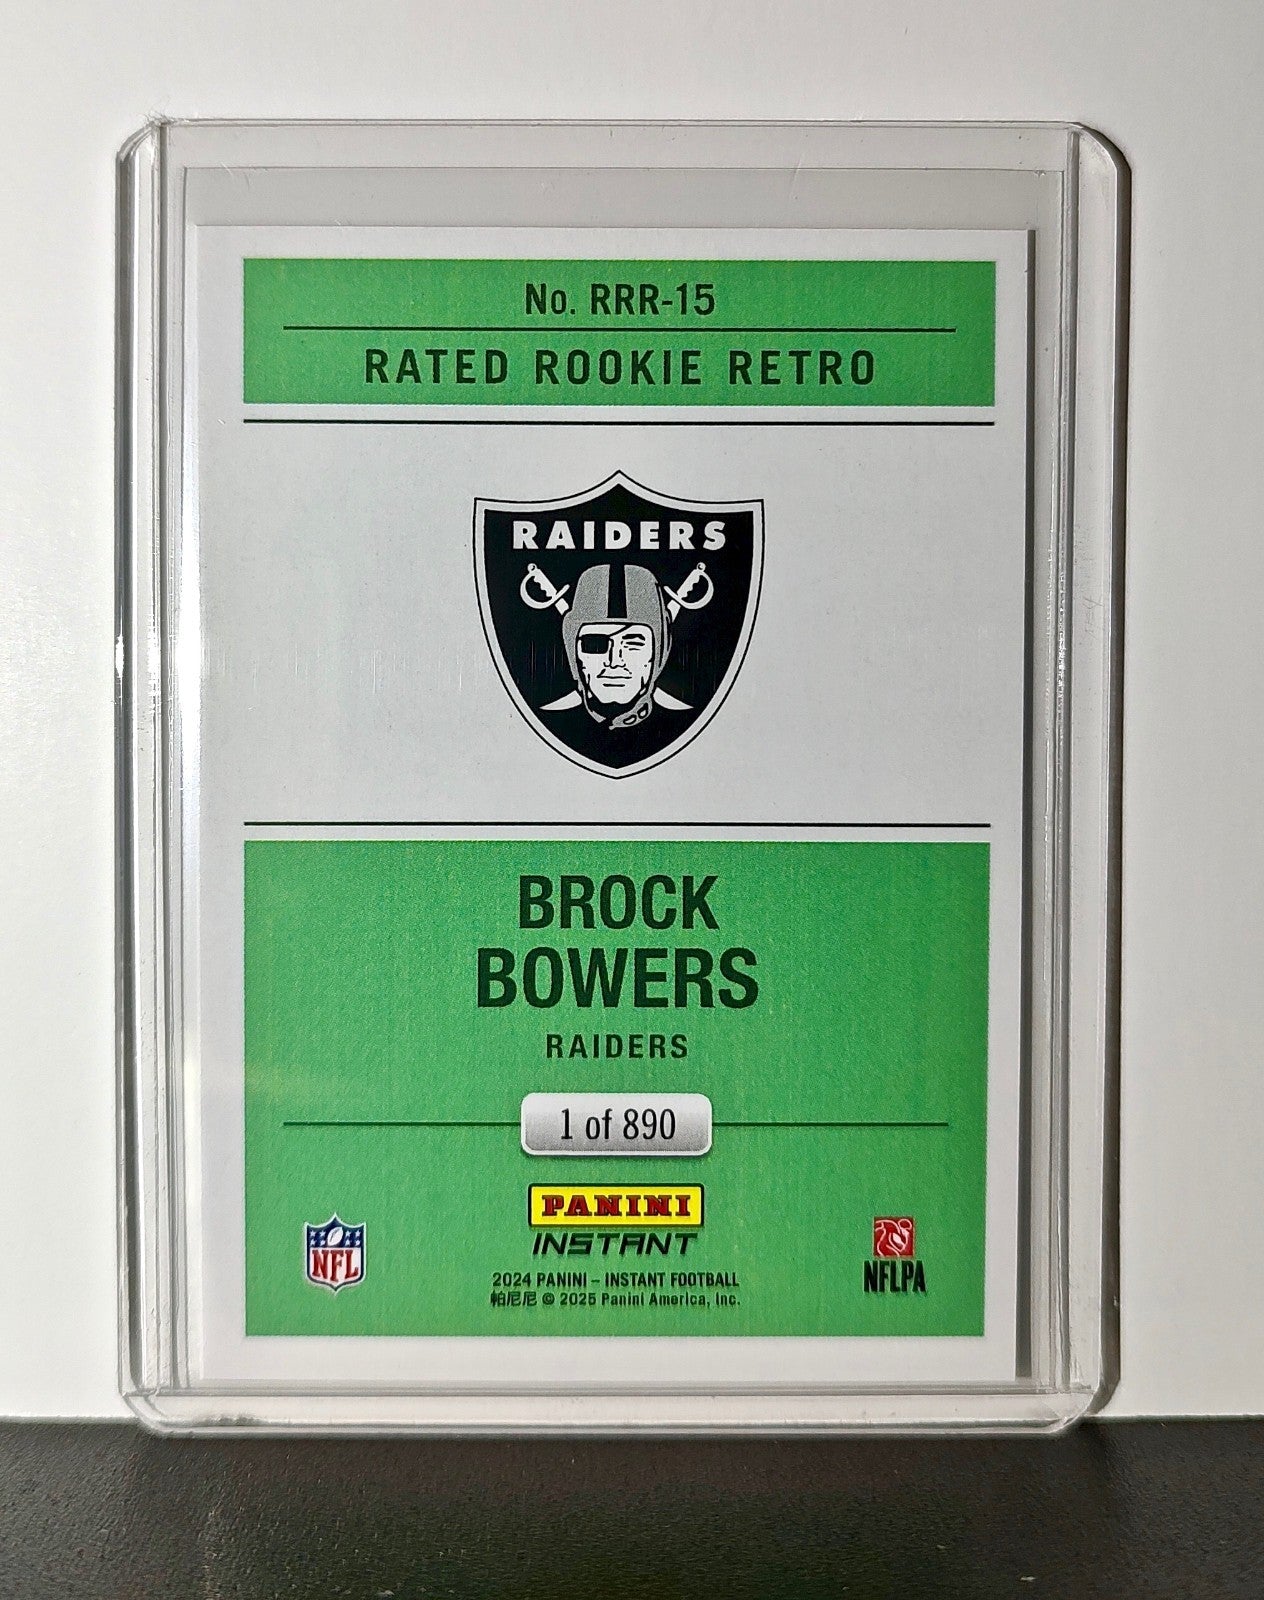 No. RRR-15
RATED ROOKIE RETRO
RAIDERS
BROCK
BOWERS
RAIDERS
1 of 890
PANINI
INSTANT
NFL
NFLPA
2024 PANINI – INSTANT FOOTBALL
帕尼尼 © 2025 Panini America, Inc.